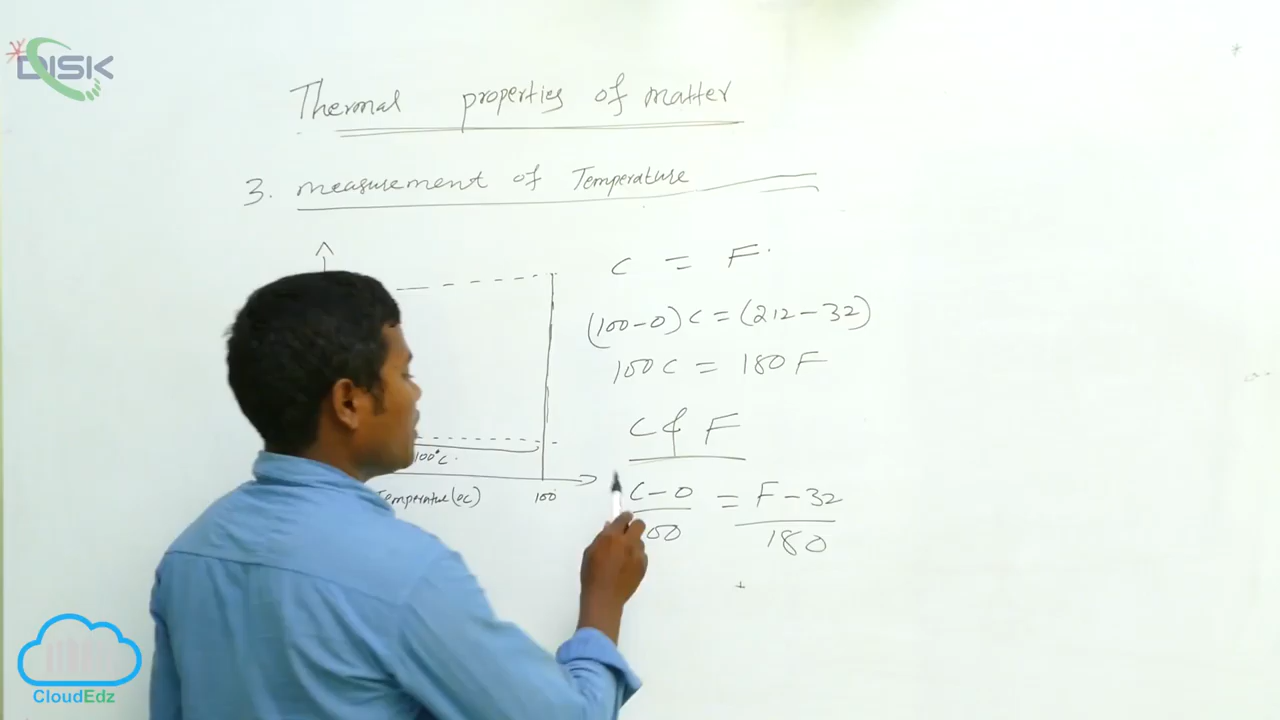 DISK
Thermal properties of matter
3. measurement of Temperature
C = F
(100-0) C = (212-32)
100C = 180 F
C & F
C-0 = F-32
100 180
100°C
Temperature(°C) 100
CloudEdz